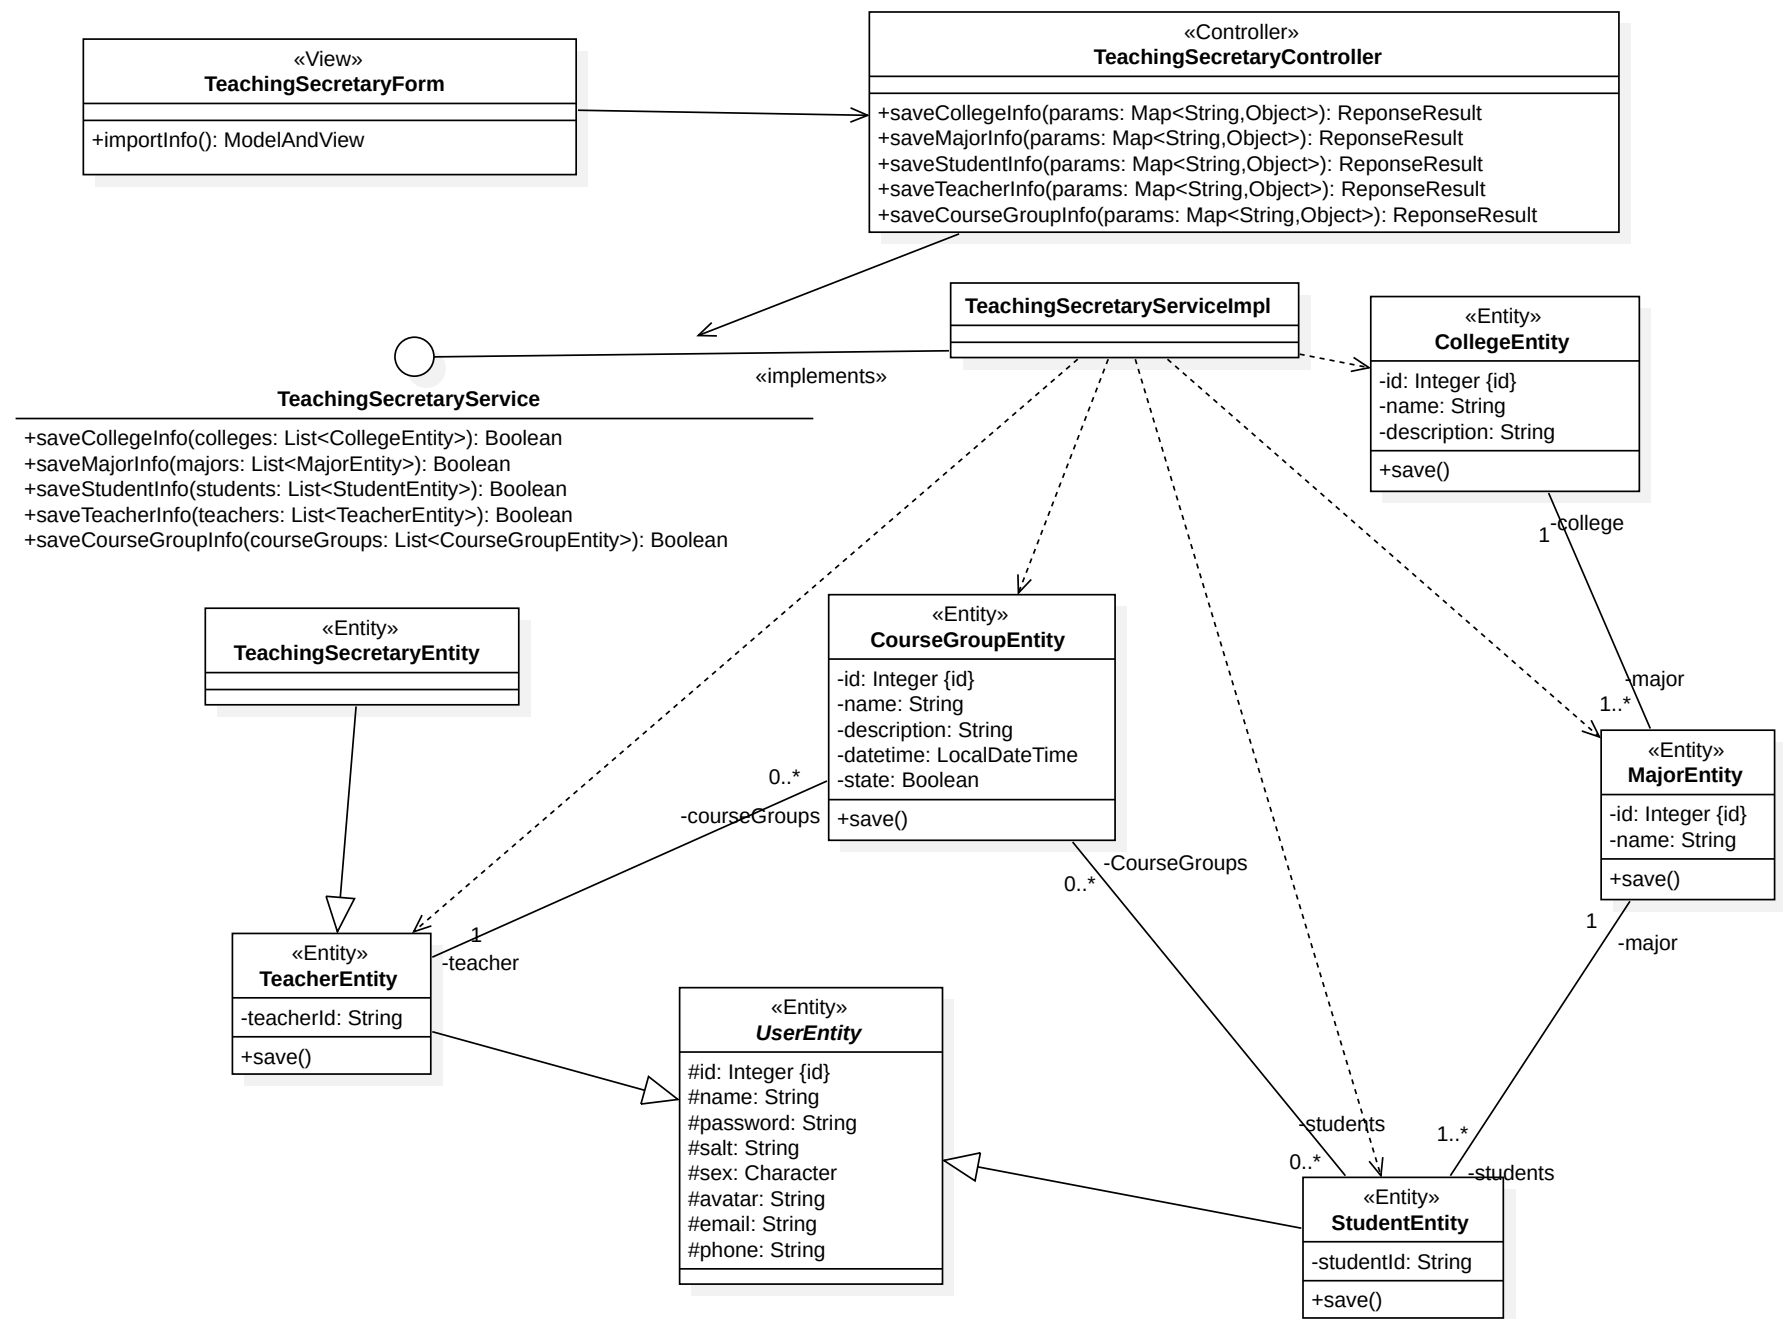 «View»
TeachingSecretaryForm
+importInfo(): ModelAndView
«Controller»
TeachingSecretaryController
+saveCollegeInfo(params: Map<String,Object>): ReponseResult
+saveMajorInfo(params: Map<String,Object>): ReponseResult
+saveStudentInfo(params: Map<String,Object>): ReponseResult
+saveTeacherInfo(params: Map<String,Object>): ReponseResult
+saveCourseGroupInfo(params: Map<String,Object>): ReponseResult
TeachingSecretaryServiceImpl
«implements»
TeachingSecretaryService
+saveCollegeInfo(colleges: List<CollegeEntity>): Boolean
+saveMajorInfo(majors: List<MajorEntity>): Boolean
+saveStudentInfo(students: List<StudentEntity>): Boolean
+saveTeacherInfo(teachers: List<TeacherEntity>): Boolean
+saveCourseGroupInfo(courseGroups: List<CourseGroupEntity>): Boolean
«Entity»
CollegeEntity
-id: Integer {id}
-name: String
-description: String
+save()
-college
1
-major
1..*
«Entity»
TeachingSecretaryEntity
«Entity»
CourseGroupEntity
-id: Integer {id}
-name: String
-description: String
-datetime: LocalDateTime
-state: Boolean
+save()
0..*
-courseGroups
1
-teacher
-CourseGroups
0..*
«Entity»
MajorEntity
-id: Integer {id}
-name: String
+save()
1
-major
«Entity»
TeacherEntity
-teacherId: String
+save()
«Entity»
UserEntity
#id: Integer {id}
#name: String
#password: String
#salt: String
#sex: Character
#avatar: String
#email: String
#phone: String
-students
0..*
1..*
-students
«Entity»
StudentEntity
-studentId: String
+save()